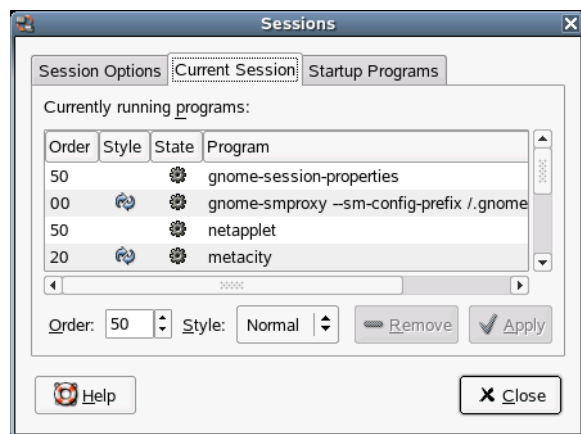 Sessions
Session Options Current Session Startup Programs
Currently running programs:
Order Style State Program
50 gnome-session-properties
00 gnome-smproxy --sm-config-prefix /.gnome
50 netapplet
20 metacity
Order: 50 Style: Normal Remove Apply
Help Close